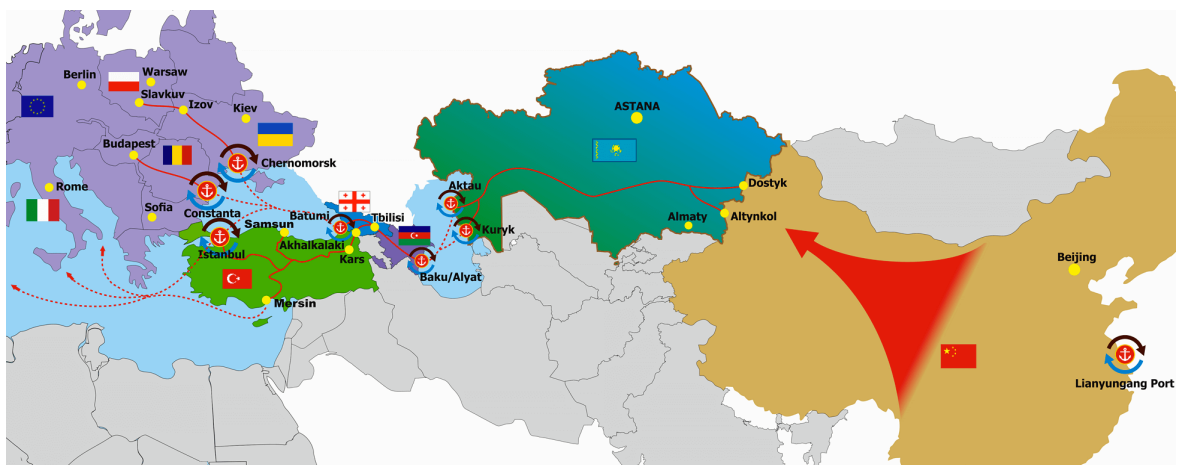 Berlin
Warsaw
Slavkuv
Izov
Kiev
Budapest
Chernomorsk
Rome
Sofia
Constanta
Istanbul
Samsun
Batumi
Tbilisi
Akhalkalaki
Kars
Mersin
Aktau
Kuryk
Baku/Alyat
ASTANA
Dostyk
Almaty
Altynkol
Beijing
Lianyungang Port